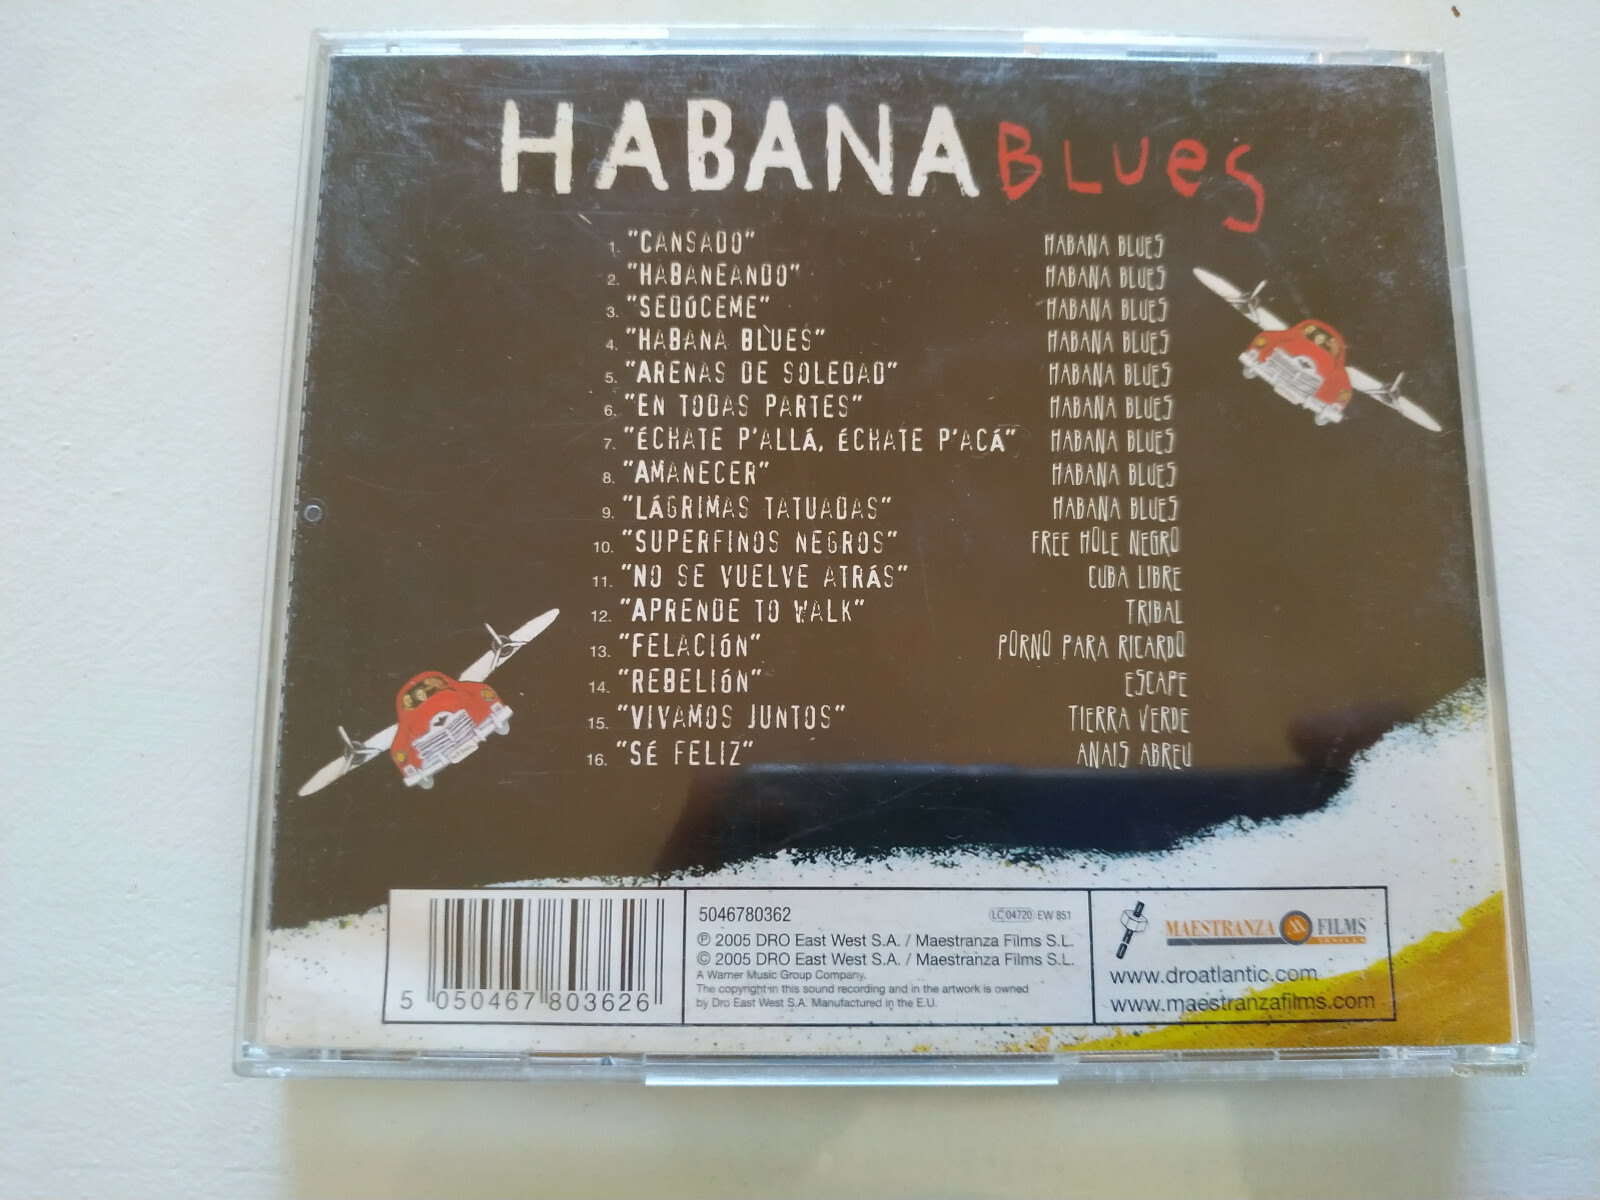 HABANA BLUES
1. "CANSADO" HABANA BLUES
2. "HABANEANDO" HABANA BLUES
3. "SEDÚCEME" HABANA BLUES
4. "HABANA BLUES" HABANA BLUES
5. "ARENAS DE SOLEDAD" HABANA BLUES
6. "EN TODAS PARTES" HABANA BLUES
7. "ÉCHATE P'ALLÁ, ÉCHATE P'ACÁ" HABANA BLUES
8. "AMANECER" HABANA BLUES
9. "LÁGRIMAS TATUADAS" HABANA BLUES
10. "SUPERFINOS NEGROS" FREE HOLE NEGRO
11. "NO SE VUELVE ATRÁS" CUBA LIBRE
12. "APRENDE TO WALK" TRIBAL
13. "FELACIÓN" PORNO PARA RICARDO
14. "REBELIÓN" ESCAPE
15. "VIVAMOS JUNTOS" TIERRA VERDE
16. "SÉ FELIZ" ANAIS ABREU
5 050467 803626
5046780362 LC 04720 EW 851
℗ 2005 DRO East West S.A. / Maestranza Films S.L.
© 2005 DRO East West S.A. / Maestranza Films S.L.
A Warner Music Group Company.
The copyright in this sound recording and in the artwork is owned
by Dro East West S.A. Manufactured in the E.U.
MAESTRANZA FILMS
www.droatlantic.com
www.maestranzafilms.com